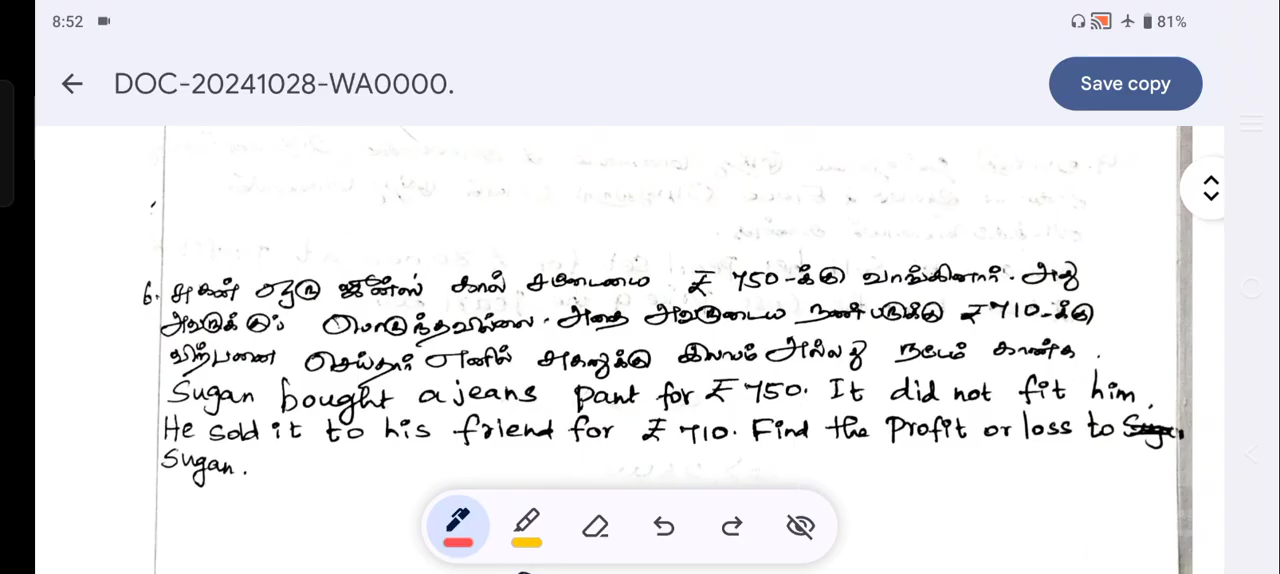 8:52
81%
DOC-20241028-WA0000.
Save copy
6. சுகன் ஒரு ஜீன்ஸ் கால் சட்டையை ₹ 750-க்கு வாங்கினார். அது
அவருக்குப் பொருந்தவில்லை. அதை அவருடைய நண்பருக்கு ₹710-க்கு
விற்பனை செய்தார் எனில் இலாபம் அல்லது நட்டம் காண்க.
Sugan bought a jeans pant for ₹ 750. It did not fit him.
He sold it to his friend for ₹ 710. Find the Profit or loss to
Sugan.